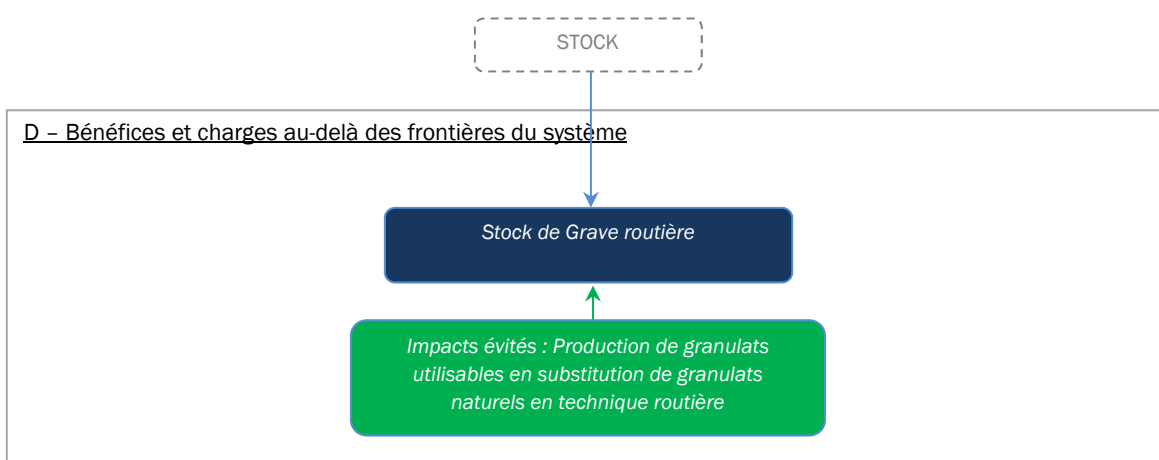 STOCK
D – Bénéfices et charges au-delà des frontières du système
Stock de Grave routière
Impacts évités : Production de granulats
utilisables en substitution de granulats
naturels en technique routière